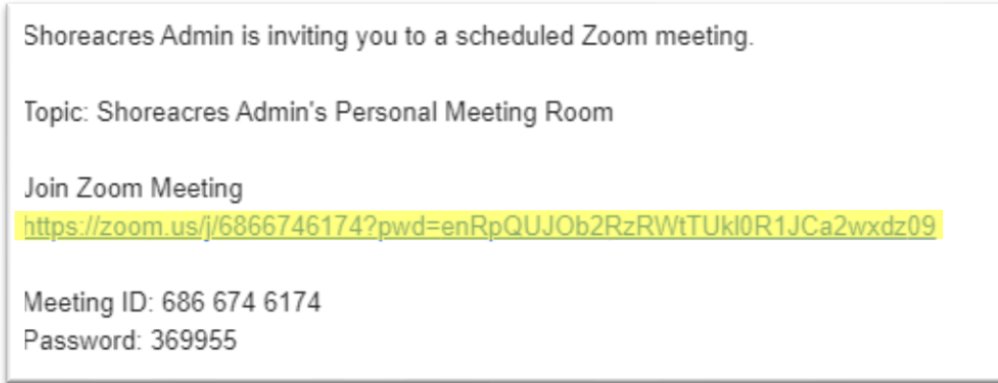 Shoreacres Admin is inviting you to a scheduled Zoom meeting.
Topic: Shoreacres Admin's Personal Meeting Room
Join Zoom Meeting
https://zoom.us/j/6866746174?pwd=enRpQUJOb2RzRWtTUkl0R1JCa2wxdz09
Meeting ID: 686 674 6174
Password: 369955